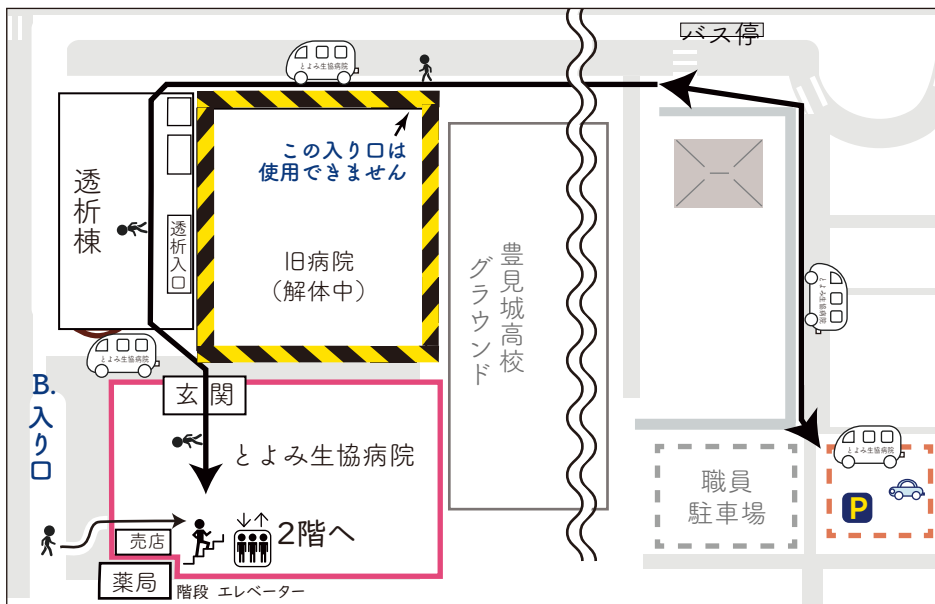 バス停
とよみ生協病院
この入り口は
使用できません
透析棟
透析入口
旧病院
（解体中）
豊見城高校
グラウンド
とよみ生協病院
とよみ生協病院
B.
入り口
玄関
とよみ生協病院
とよみ生協病院
職員
駐車場
P
2階へ
売店
薬局
階段 エレベーター